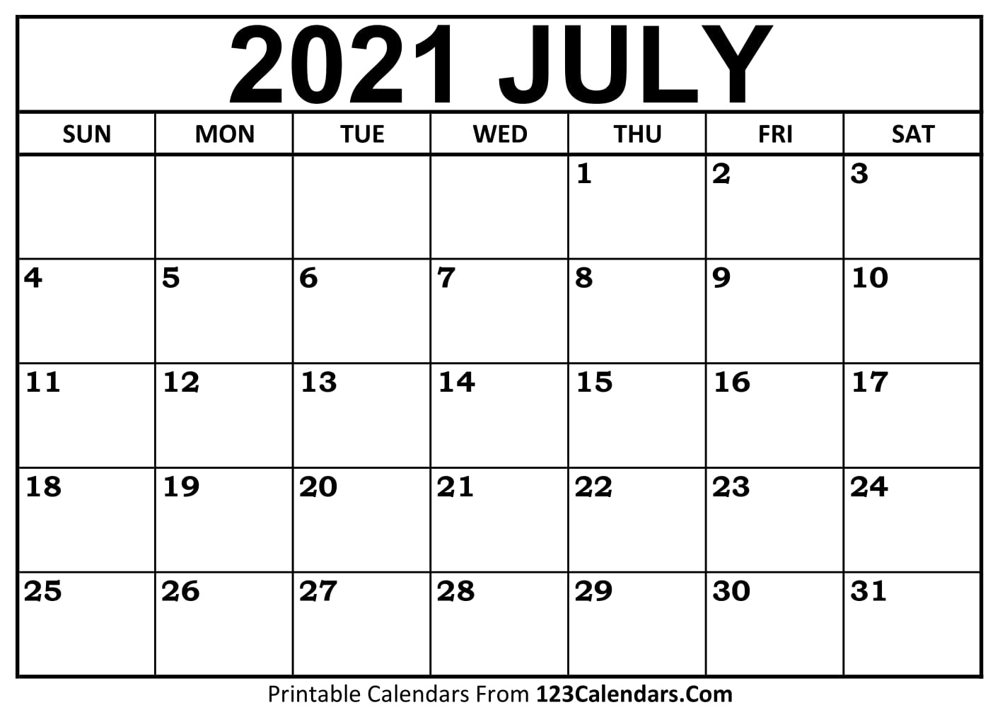 2021 JULY
SUN MON TUE WED THU FRI SAT
1 2 3
4 5 6 7 8 9 10
11 12 13 14 15 16 17
18 19 20 21 22 23 24
25 26 27 28 29 30 31
Printable Calendars From 123Calendars.Com